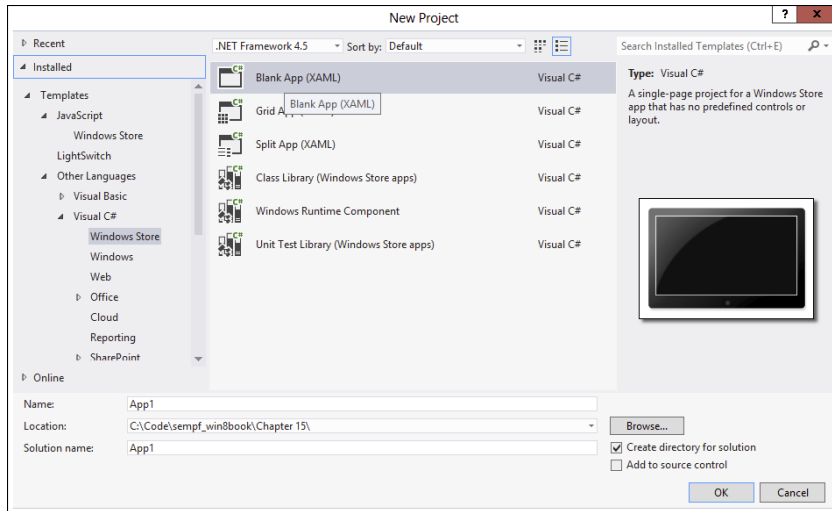 New Project
?
x
Recent
.NET Framework 4.5
Sort by: Default
Search Installed Templates (Ctrl+E)
Installed
Templates
JavaScript
Windows Store
LightSwitch
Other Languages
Visual Basic
Visual C#
Windows Store
Windows
Web
Office
Cloud
Reporting
SharePoint
Online
C# Blank App (XAML) Visual C#
Blank App (XAML)
C# Grid A Visual C#
C# Split App (XAML) Visual C#
C# Class Library (Windows Store apps) Visual C#
C# Windows Runtime Component Visual C#
C# Unit Test Library (Windows Store apps) Visual C#
Type: Visual C#
A single-page project for a Windows Store
app that has no predefined controls or
layout.
Name: App1
Location: C:\Code\sempf_win8book\Chapter 15\
Browse...
Solution name: App1
Create directory for solution
Add to source control
OK
Cancel